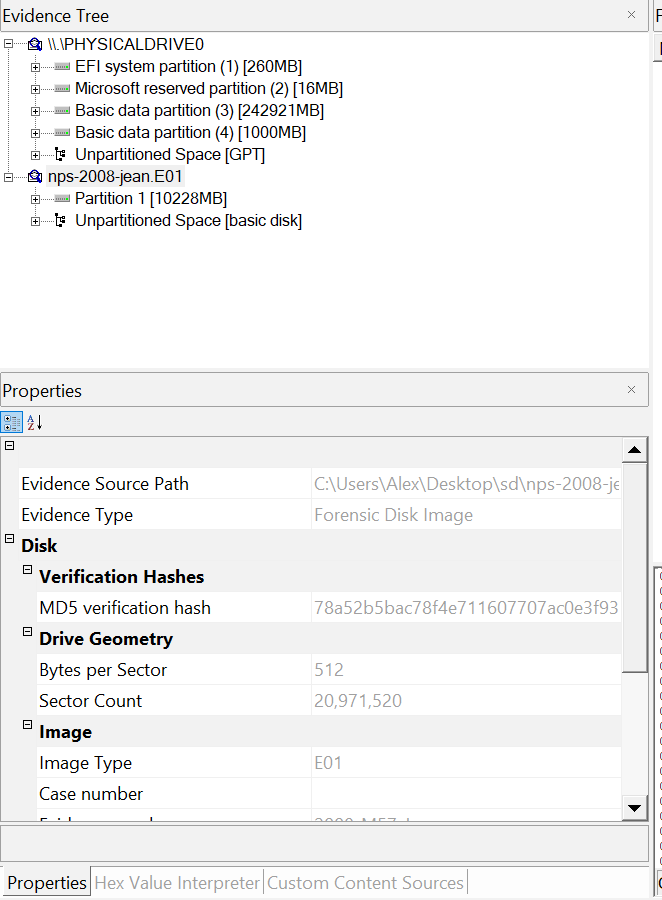 Evidence Tree
\\.\PHYSICALDRIVE0
EFI system partition (1) [260MB]
Microsoft reserved partition (2) [16MB]
Basic data partition (3) [242921MB]
Basic data partition (4) [1000MB]
Unpartitioned Space [GPT]
nps-2008-jean.E01
Partition 1 [10228MB]
Unpartitioned Space [basic disk]
Properties
Evidence Source Path C:\Users\Alex\Desktop\sd\nps-2008-je
Evidence Type Forensic Disk Image
Disk
Verification Hashes
MD5 verification hash 78a52b5bac78f4e711607707ac0e3f93
Drive Geometry
Bytes per Sector 512
Sector Count 20,971,520
Image
Image Type E01
Case number
Properties Hex Value Interpreter Custom Content Sources